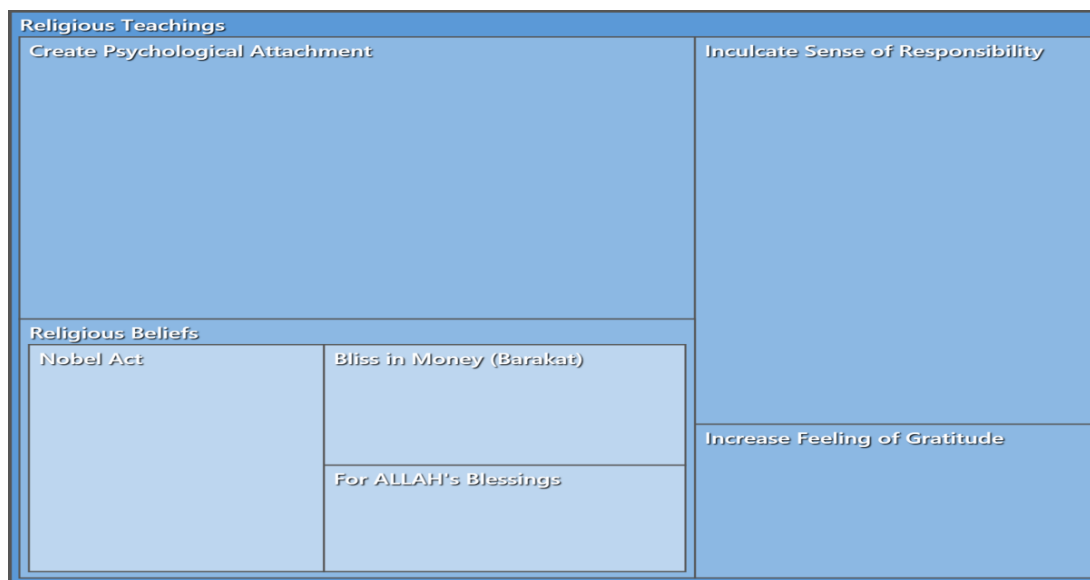 Religious Teachings
Create Psychological Attachment
Inculcate Sense of Responsibility
Religious Beliefs
Nobel Act
Bliss in Money (Barakat)
For ALLAH's Blessings
Increase Feeling of Gratitude